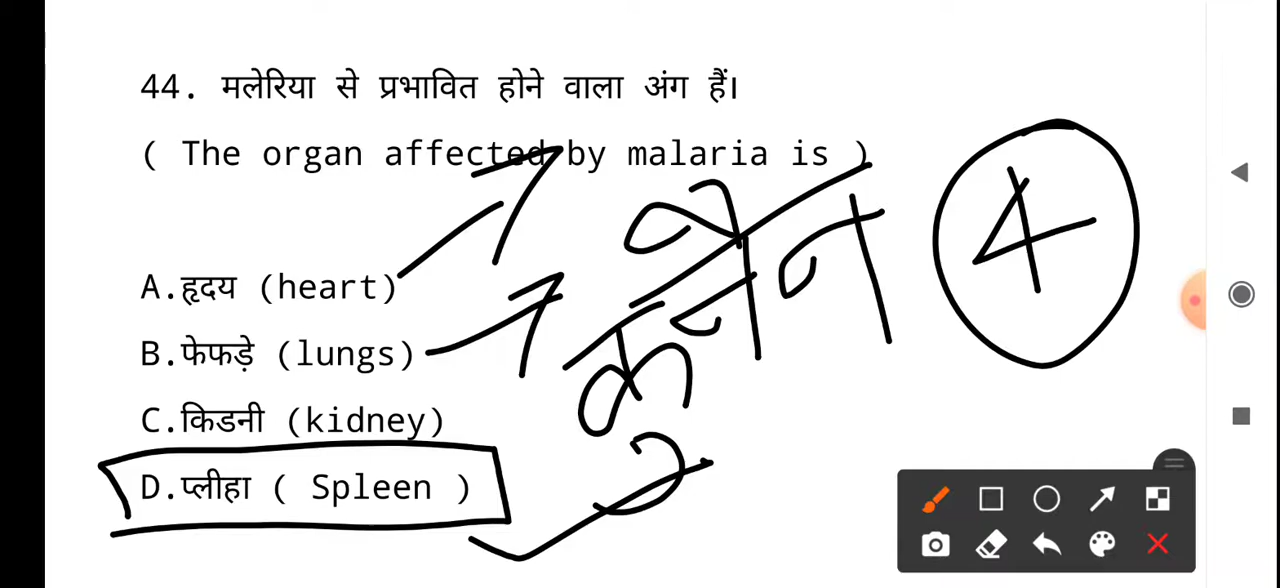 44. मलेरिया से प्रभावित होने वाला अंग हैं।
( The organ affected by malaria is )
A.हृदय (heart)
B.फेफड़े (lungs)
C.किडनी (kidney)
D.प्लीहा ( Spleen )
4